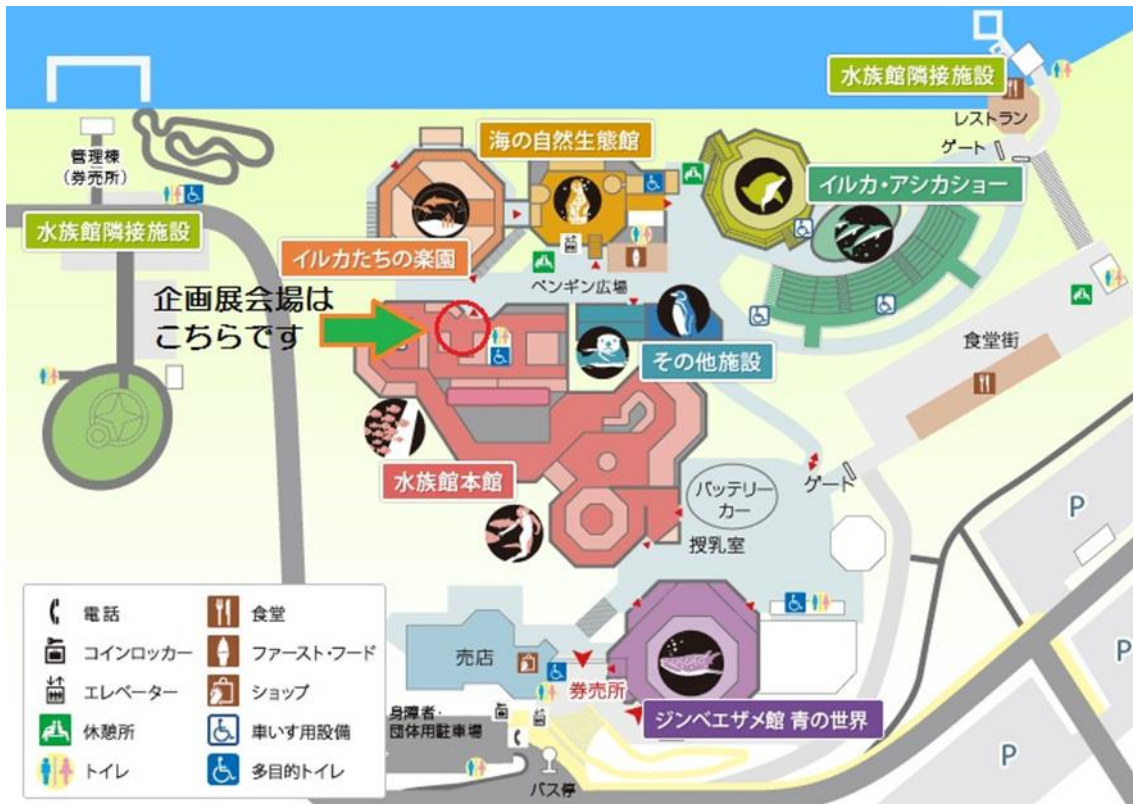 水族館隣接施設
レストラン
ゲート
海の自然生態館
イルカ・アシカショー
管理棟
（券売所）
水族館隣接施設
イルカたちの楽園
ペンギン広場
企画展会場は
こちらです
その他施設
食堂街
水族館本館
バッテリー
カー
ゲート
授乳室
P
P
P
売店
券売所
ジンベエザメ館 青の世界
身障者・
団体用駐車場
バス停
電話
コインロッカー
エレベーター
休憩所
トイレ
食堂
ファースト・フード
ショップ
車いす用設備
多目的トイレ